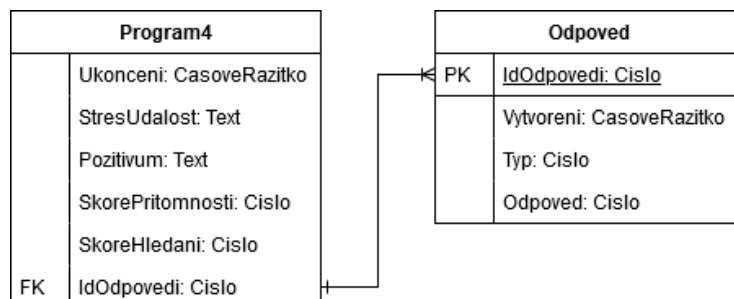 Program4
Ukonceni: CasoveRazitko
StresUdalost: Text
Pozitivum: Text
SkorePritomnosti: Cislo
SkoreHledani: Cislo
FK IdOdpovedi: Cislo
Odpoved
PK IdOdpovedi: Cislo
Vytvoreni: CasoveRazitko
Typ: Cislo
Odpoved: Cislo